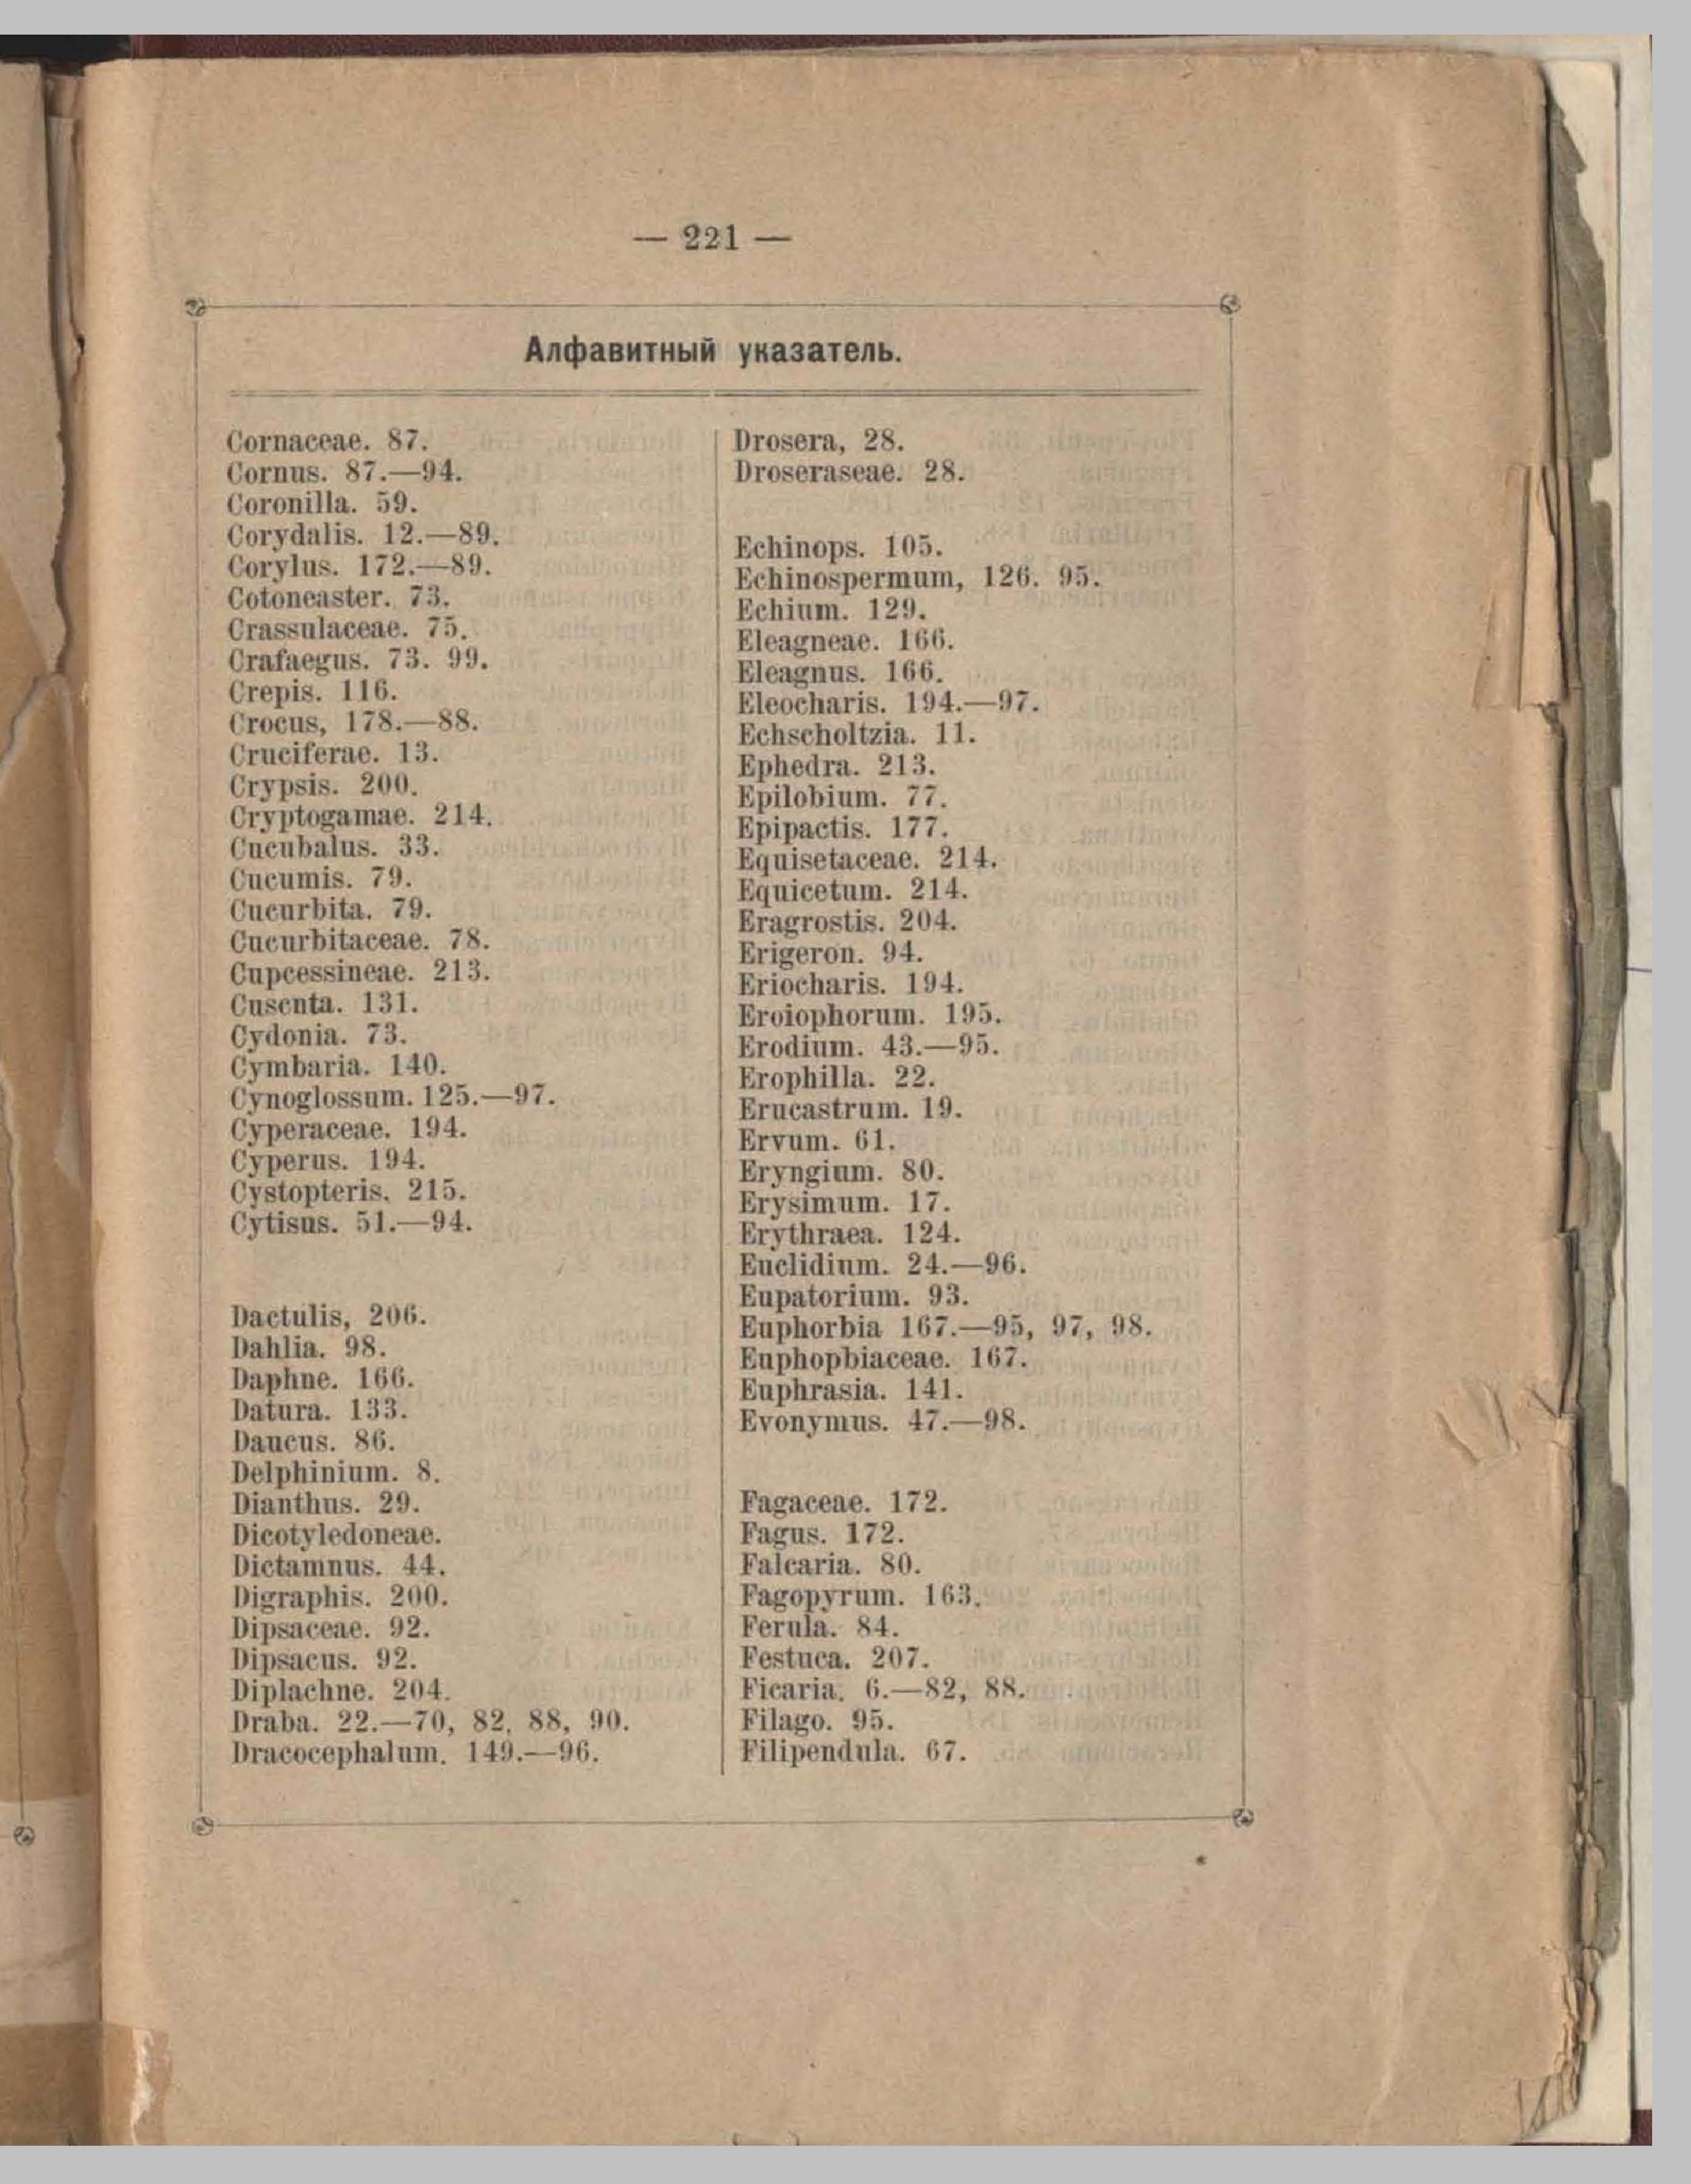 — 221 —
Алфавитный указатель.
Cornaceae. 87.
Cornus. 87.—94.
Coronilla. 59.
Corydalis. 12.—89.
Corylus. 172.—89.
Cotoneaster. 73.
Crassulaceae. 75.
Crafaegus. 73. 99.
Crepis. 116.
Crocus, 178.—88.
Cruciferae. 13.
Crypsis. 200.
Cryptogamae. 214.
Cucubalus. 33.
Cucumis. 79.
Cucurbita. 79.
Cucurbitaceae. 78.
Cupcessineae. 213.
Cuscnta. 131.
Cydonia. 73.
Cymbaria. 140.
Cynoglossum. 125.—97.
Cyperaceae. 194.
Cyperus. 194.
Cystopteris. 215.
Cytisus. 51.—94.
Dactulis, 206.
Dahlia. 98.
Daphne. 166.
Datura. 133.
Daucus. 86.
Delphinium. 8.
Dianthus. 29.
Dicotyledoneae.
Dictamnus. 44.
Digraphis. 200.
Dipsaceae. 92.
Dipsacus. 92.
Diplachne. 204.
Draba. 22.—70, 82, 88, 90.
Dracocephalum. 149.—96.
Drosera, 28.
Droseraseae. 28.
Echinops. 105.
Echinospermum, 126. 95.
Echium. 129.
Eleagneae. 166.
Eleagnus. 166.
Eleocharis. 194.—97.
Echscholtzia. 11.
Ephedra. 213.
Epilobium. 77.
Epipactis. 177.
Equisetaceae. 214.
Equicetum. 214.
Eragrostis. 204.
Erigeron. 94.
Eriocharis. 194.
Eroiophorum. 195.
Erodium. 43.—95.
Erophilla. 22.
Erucastrum. 19.
Ervum. 61.
Eryngium. 80.
Erysimum. 17.
Erythraea. 124.
Euclidium. 24.—96.
Eupatorium. 93.
Euphorbia 167.—95, 97, 98.
Euphopbiaceae. 167.
Euphrasia. 141.
Evonymus. 47.—98.
Fagaceae. 172.
Fagus. 172.
Falcaria. 80.
Fagopyrum. 163.
Ferula. 84.
Festuca. 207.
Ficaria. 6.—82, 88.
Filago. 95.
Filipendula. 67.